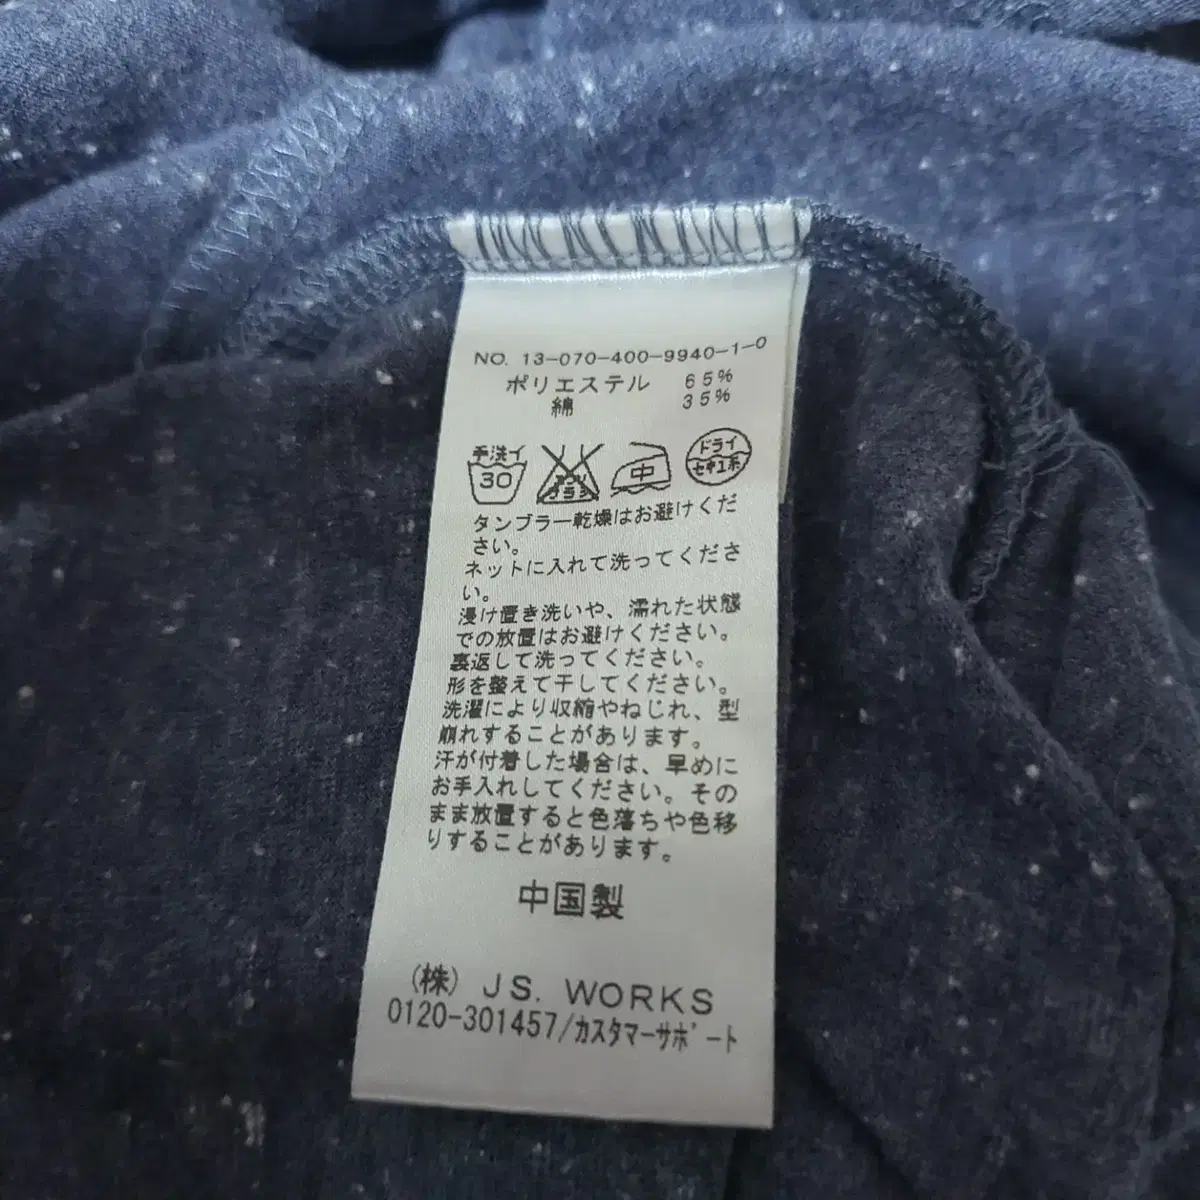 NO. 13-070-400-9940-1-0
ポリエステル 65%
綿 35%
手洗イ ドライ
30 エンソ 中 セキユ系
サラシ
タンブラー乾燥はお避けくだ
さい。
ネットに入れて洗ってくださ
い。
浸け置き洗いや、濡れた状態
での放置はお避けください。
裏返して洗ってください。
形を整えて干してください。
洗濯により収縮やねじれ、型
崩れすることがあります。
汗が付着した場合は、早めに
お手入れしてください。その
まま放置すると色落ちや色移
りすることがあります。
中国製
(株) JS. WORKS
0120-301457/カスタマーサポート